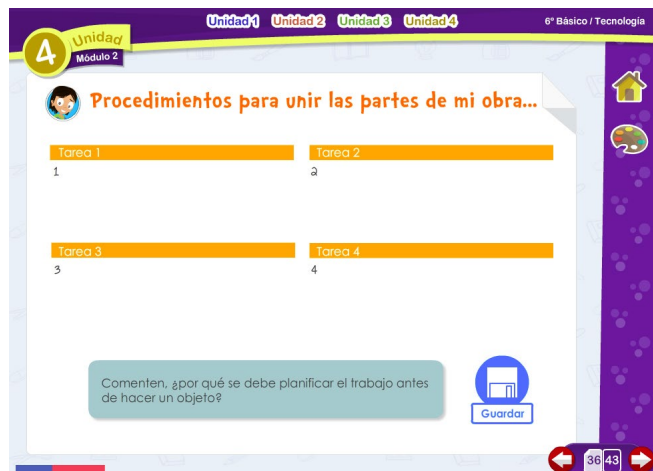 Unidad 1 Unidad 2 Unidad 3 Unidad 4
6º Básico / Tecnología
4 Unidad
Módulo 2
Procedimientos para unir las partes de mi obra...
Tarea 1
1
Tarea 2
2
Tarea 3
3
Tarea 4
4
Comenten, ¿por qué se debe planificar el trabajo antes
de hacer un objeto?
Guardar
36 43